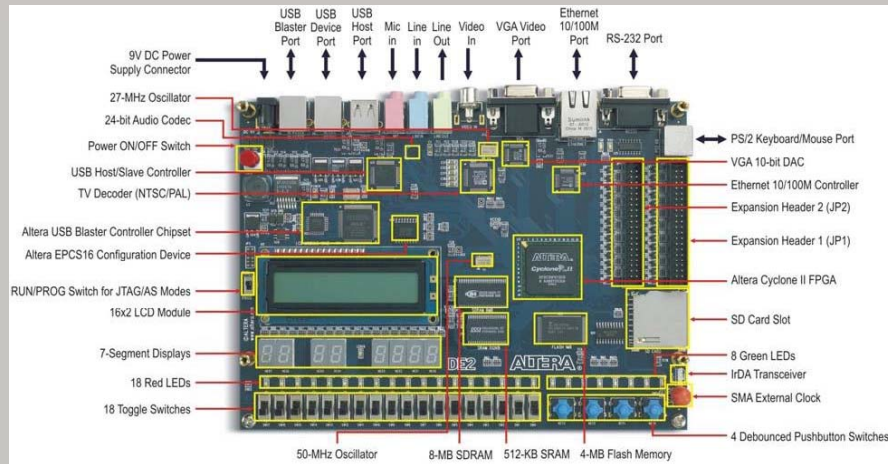 USB Blaster Port
USB Device Port
USB Host Port
Mic in
Line in
Line Out
Video In
VGA Video Port
Ethernet 10/100M Port
RS-232 Port
9V DC Power
Supply Connector
27-MHz Oscillator
24-bit Audio Codec
Power ON/OFF Switch
USB Host/Slave Controller
TV Decoder (NTSC/PAL)
Altera USB Blaster Controller Chipset
Altera EPCS16 Configuration Device
RUN/PROG Switch for JTAG/AS Modes
16x2 LCD Module
7-Segment Displays
18 Red LEDs
18 Toggle Switches
PS/2 Keyboard/Mouse Port
VGA 10-bit DAC
Ethernet 10/100M Controller
Expansion Header 2 (JP2)
Expansion Header 1 (JP1)
Altera Cyclone II FPGA
SD Card Slot
8 Green LEDs
IrDA Transceiver
SMA External Clock
4 Debounced Pushbutton Switches
ALTERA
Cyclone II
DE2
ALTERA
50-MHz Oscillator
8-MB SDRAM
512-KB SRAM
4-MB Flash Memory